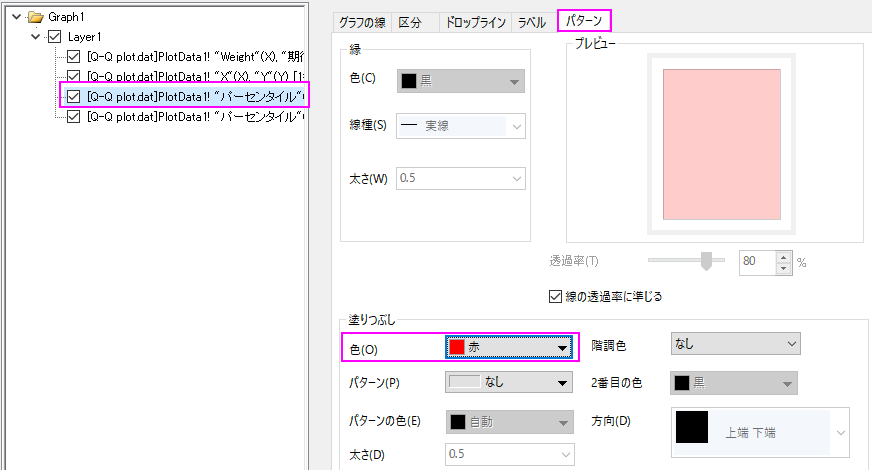 Graph1
Layer1
[Q-Q plot.dat]PlotData1! "Weight"(X), "期待
[Q-Q plot.dat]PlotData1! "X"(X), "Y"(Y) [1*
[Q-Q plot.dat]PlotData1! "パーセンタイル"(
[Q-Q plot.dat]PlotData1! "パーセンタイル"(
グラフの線 区分 ドロップライン ラベル パターン
縁
プレビュー
色(C) 黒
線種(S) 実線
太さ(W) 0.5
透過率(T) 80 %
線の透過率に準じる
塗りつぶし
色(O) 赤 階調色 なし
パターン(P) なし 2番目の色 黒
パターンの色(E) 自動 方向(D) 上端 下端
太さ(D) 0.5